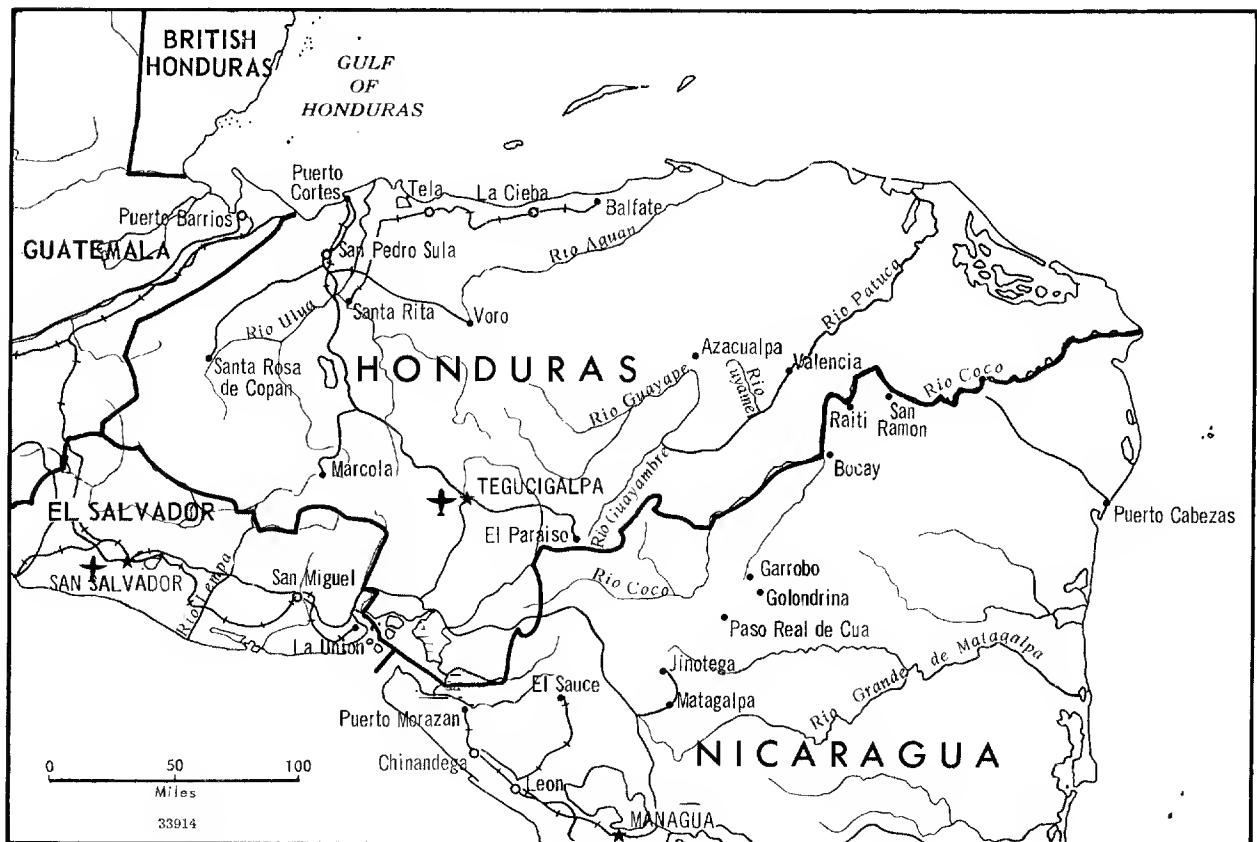 BRITISH
HONDURAS
GULF
OF
HONDURAS
Puerto
Cortes
Tela
La Cieba
Balfate
Puerto Barrios
GUATEMALA
San Pedro Sula
Rio Aguan
Rio Ulua
Santa Rita
Voro
Rio Patuca
Santa Rosa
de Copán
HONDURAS
Azacualpa
Valencia
Rio
Cuyamel
Rio Guayape
Rio Coco
Raiti
San
Ramon
Marcola
TEGUCIGALPA
Rio Guayambre
Bocay
EL SALVADOR
El Paraiso
Puerto Cabezas
SAN SALVADOR
Rio Lempa
San Miguel
Rio Coco
Garrobo
Golondrina
La Union
Paso Real de Cua
Jinotega
Rio Grande de Matagalpa
El Sauce
Matagalpa
Puerto Morazan
NICARAGUA
Chinandega
Leon
0 50 100
Miles
MANAGUA
33914